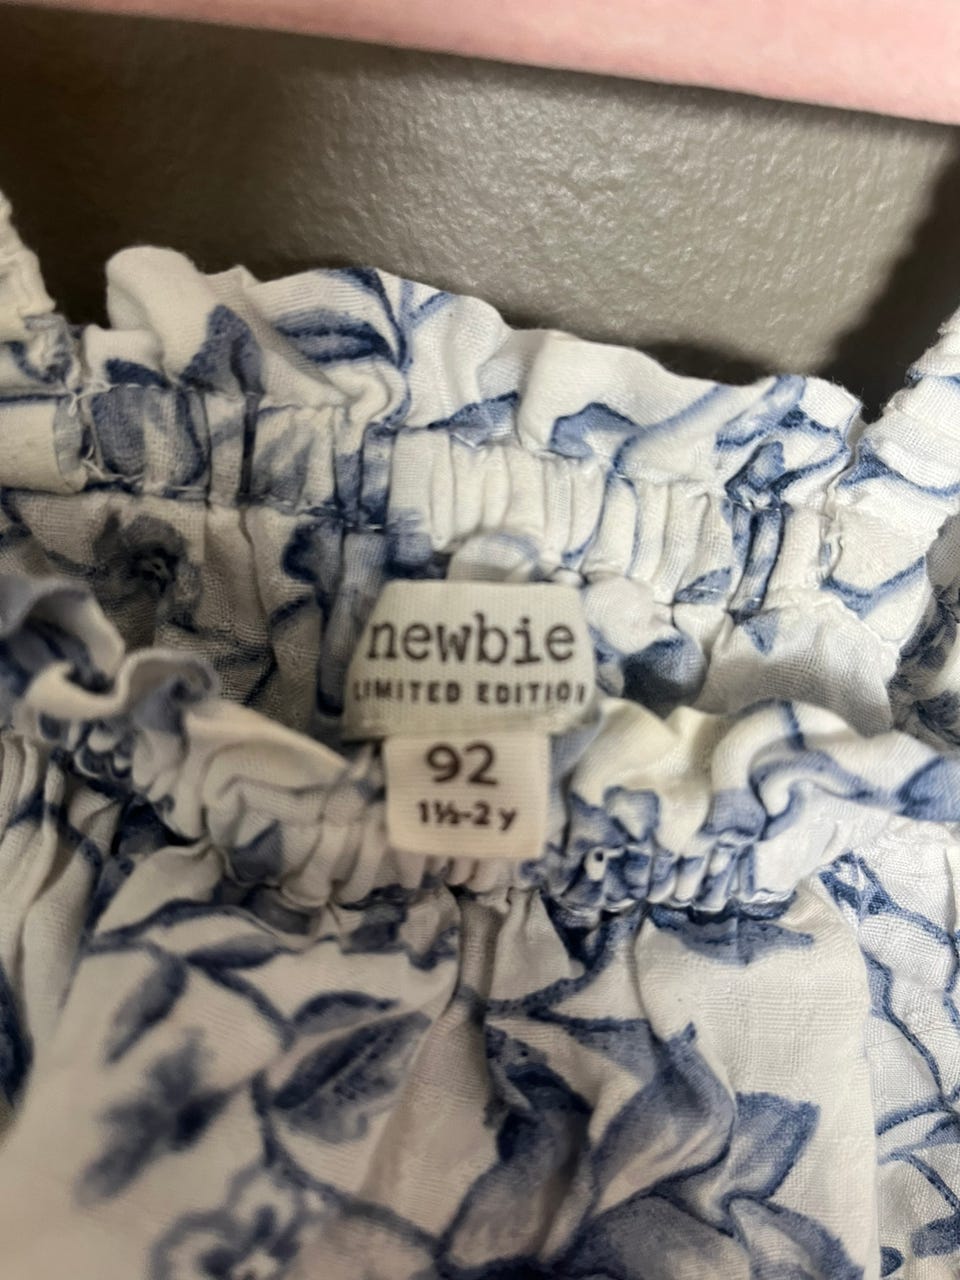 newbie
LIMITED EDITION
92
1½-2 y